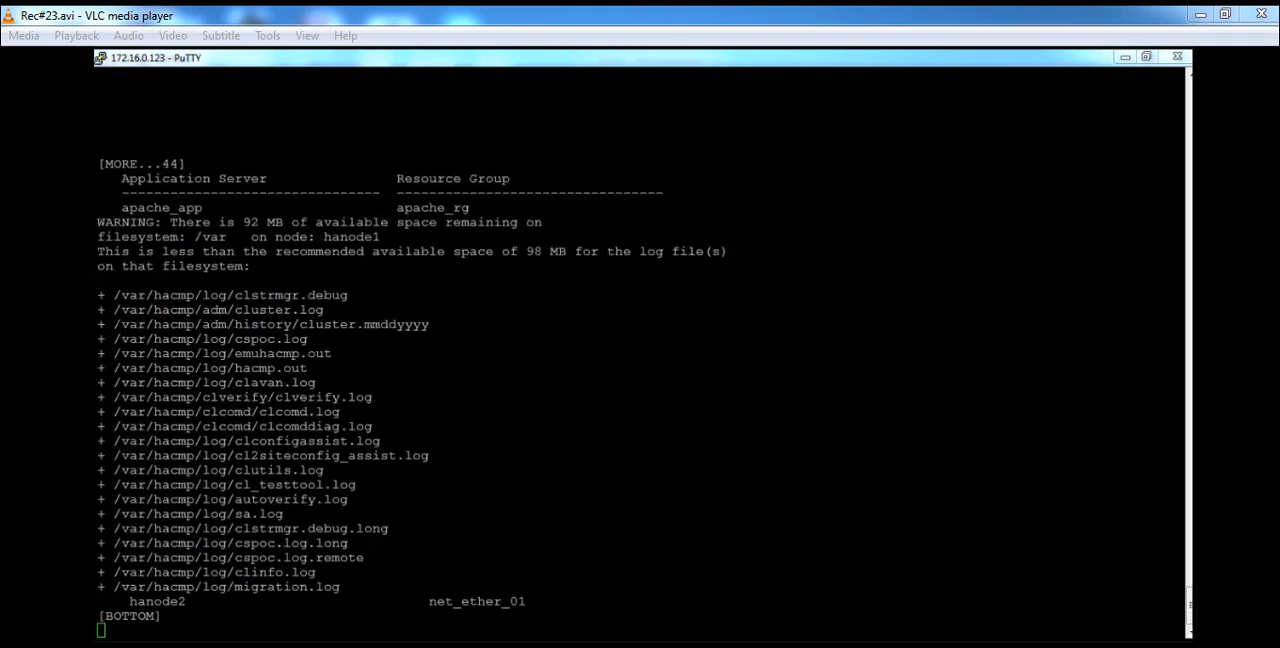 Rec#23.avi - VLC media player
Media Playback Audio Video Subtitle Tools View Help
172.16.0.123 - PuTTY
[MORE...44]
Application Server Resource Group
-------------------------------- ---------------------------------
apache_app apache_rg
WARNING: There is 92 MB of available space remaining on
filesystem: /var on node: hanode1
This is less than the recommended available space of 98 MB for the log file(s)
on that filesystem:
+ /var/hacmp/log/clstrmgr.debug
+ /var/hacmp/adm/cluster.log
+ /var/hacmp/adm/history/cluster.mmddyyyy
+ /var/hacmp/log/cspoc.log
+ /var/hacmp/log/emuhacmp.out
+ /var/hacmp/log/hacmp.out
+ /var/hacmp/log/clavan.log
+ /var/hacmp/clverify/clverify.log
+ /var/hacmp/clcomd/clcomd.log
+ /var/hacmp/clcomd/clcomddiag.log
+ /var/hacmp/log/clconfigassist.log
+ /var/hacmp/log/cl2siteconfig_assist.log
+ /var/hacmp/log/clutils.log
+ /var/hacmp/log/cl_testtool.log
+ /var/hacmp/log/autoverify.log
+ /var/hacmp/log/sa.log
+ /var/hacmp/log/clstrmgr.debug.long
+ /var/hacmp/log/cspoc.log.long
+ /var/hacmp/log/cspoc.log.remote
+ /var/hacmp/log/clinfo.log
+ /var/hacmp/log/migration.log
hanode2 net_ether_01
[BOTTOM]